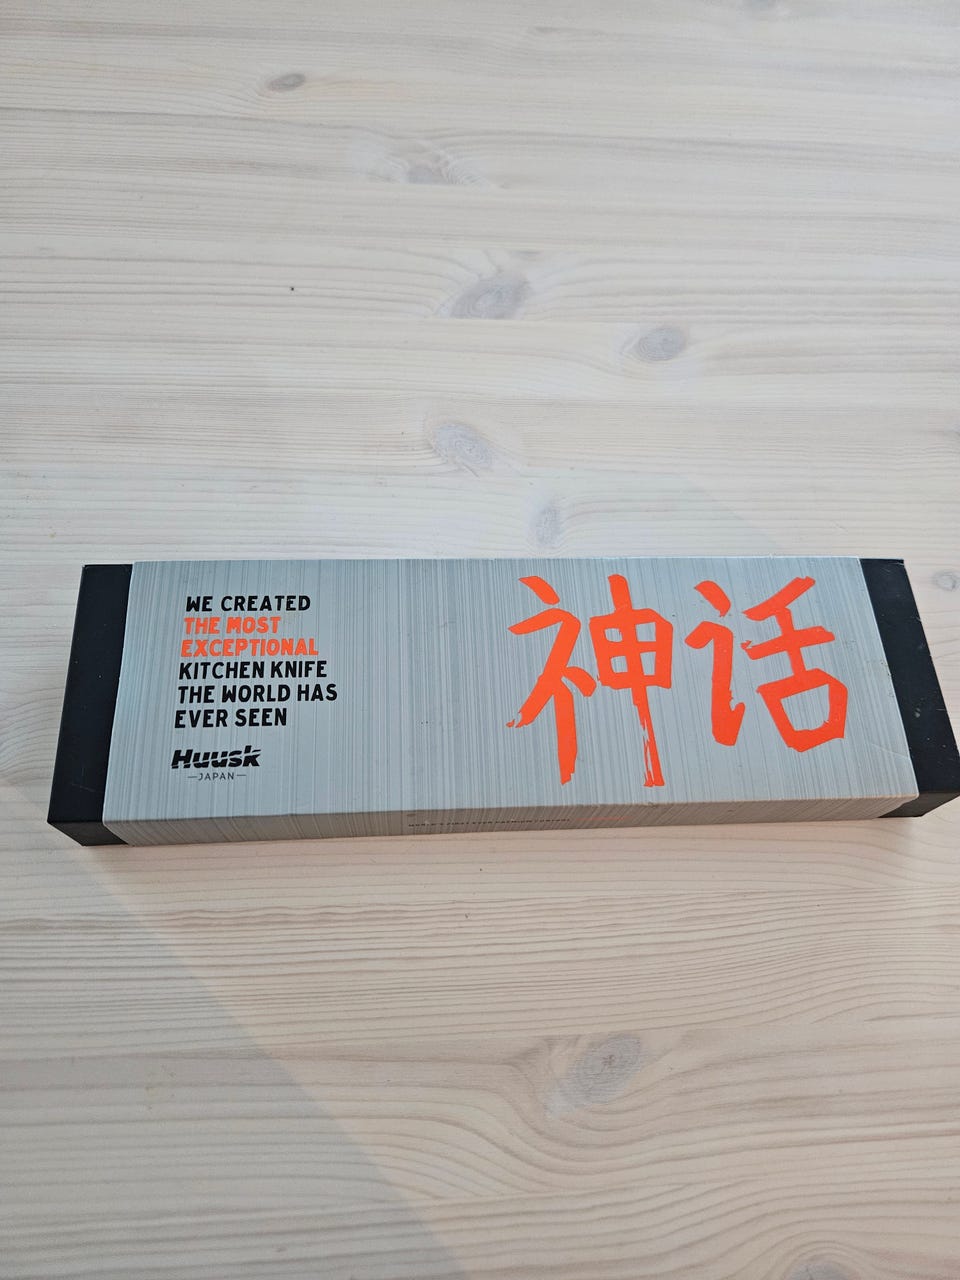 WE CREATED
THE MOST
EXCEPTIONAL
KITCHEN KNIFE
THE WORLD HAS
EVER SEEN
Huusk
—JAPAN—
神话